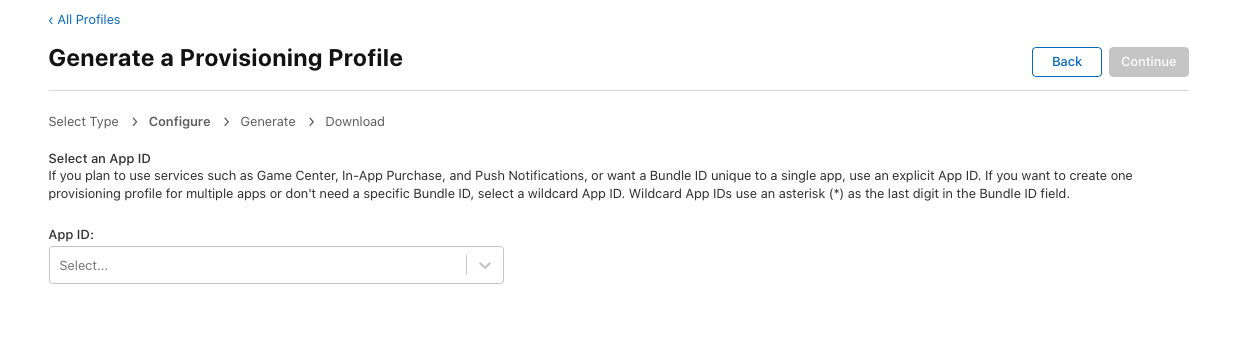 ‹ All Profiles
Generate a Provisioning Profile
Back
Continue
Select Type > Configure > Generate > Download
Select an App ID
If you plan to use services such as Game Center, In-App Purchase, and Push Notifications, or want a Bundle ID unique to a single app, use an explicit App ID. If you want to create one
provisioning profile for multiple apps or don't need a specific Bundle ID, select a wildcard App ID. Wildcard App IDs use an asterisk (*) as the last digit in the Bundle ID field.
App ID:
Select...